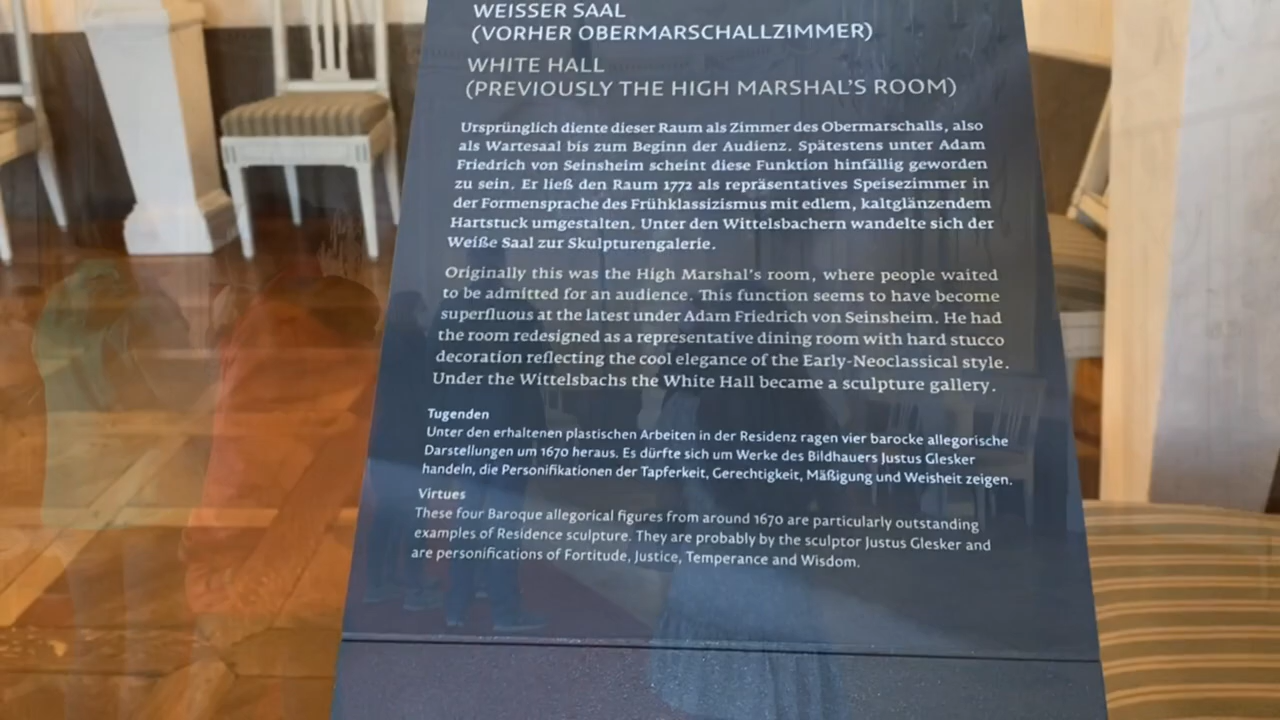 WEISSER SAAL
(VORHER OBERMARSCHALLZIMMER)
WHITE HALL
(PREVIOUSLY THE HIGH MARSHAL'S ROOM)
Ursprünglich diente dieser Raum als Zimmer des Obermarschalls, also
als Wartesaal bis zum Beginn der Audienz. Spätestens unter Adam
Friedrich von Seinsheim scheint diese Funktion hinfällig geworden
zu sein. Er ließ den Raum 1772 als repräsentatives Speisezimmer in
der Formensprache des Frühklassizismus mit edlem, kaltglänzendem
Hartstuck umgestalten. Unter den Wittelsbachern wandelte sich der
Weiße Saal zur Skulpturengalerie.
Originally this was the High Marshal's room, where people waited
to be admitted for an audience. This function seems to have become
superfluous at the latest under Adam Friedrich von Seinsheim. He had
the room redesigned as a representative dining room with hard stucco
decoration reflecting the cool elegance of the Early-Neoclassical style.
Under the Wittelsbachs the White Hall became a sculpture gallery.
Tugenden
Unter den erhaltenen plastischen Arbeiten in der Residenz ragen vier barocke allegorische
Darstellungen um 1670 heraus. Es dürfte sich um Werke des Bildhauers Justus Glesker
handeln, die Personifikationen der Tapferkeit, Gerechtigkeit, Mäßigung und Weisheit zeigen.
Virtues
These four Baroque allegorical figures from around 1670 are particularly outstanding
examples of Residence sculpture. They are probably by the sculptor Justus Glesker and
are personifications of Fortitude, Justice, Temperance and Wisdom.